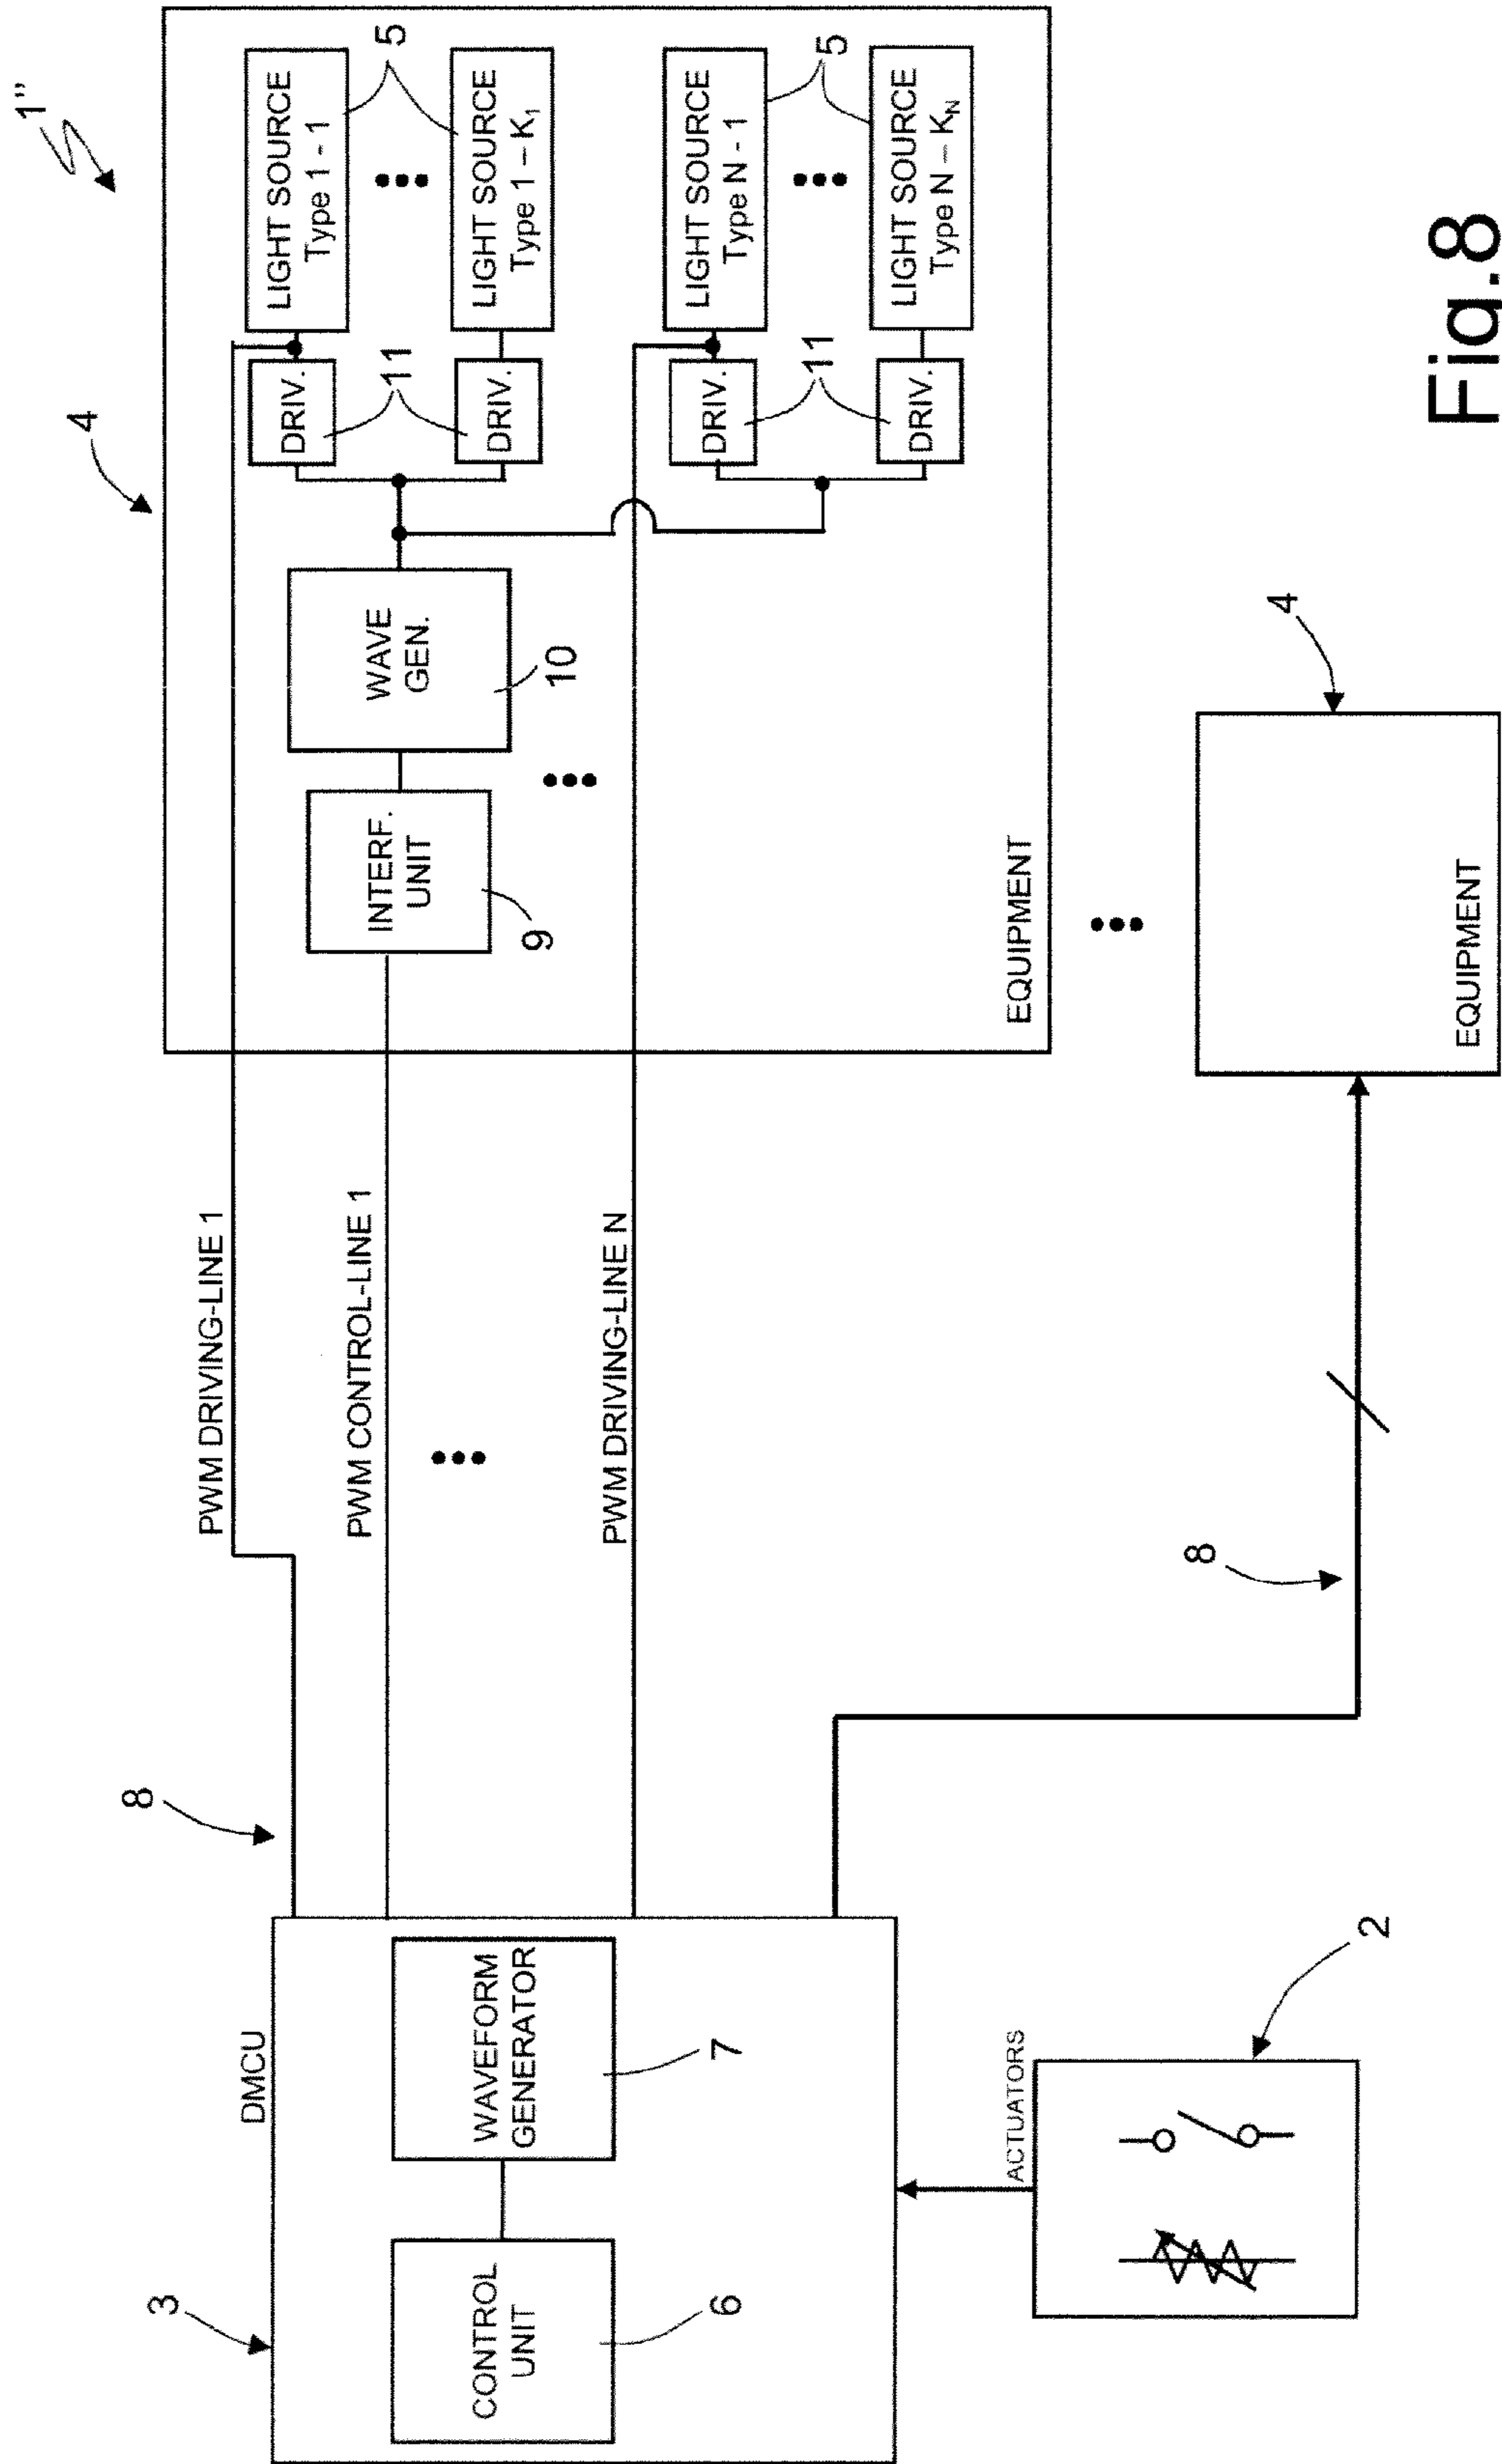 1”
4
PWM DRIVING-LINE 1
PWM CONTROL-LINE 1
PWM DRIVING-LINE N
8
DMCU
3
CONTROL
UNIT
6
WAVEFORM
GENERATOR
7
ACTUATORS
2
INTERF.
UNIT
9
WAVE
GEN.
10
DRIV.
LIGHT SOURCE
Type 1 - 1
5
11
DRIV.
LIGHT SOURCE
Type 1 – K1
DRIV.
LIGHT SOURCE
Type N - 1
5
11
DRIV.
LIGHT SOURCE
Type N – KN
EQUIPMENT
8
4
EQUIPMENT
Fig.8